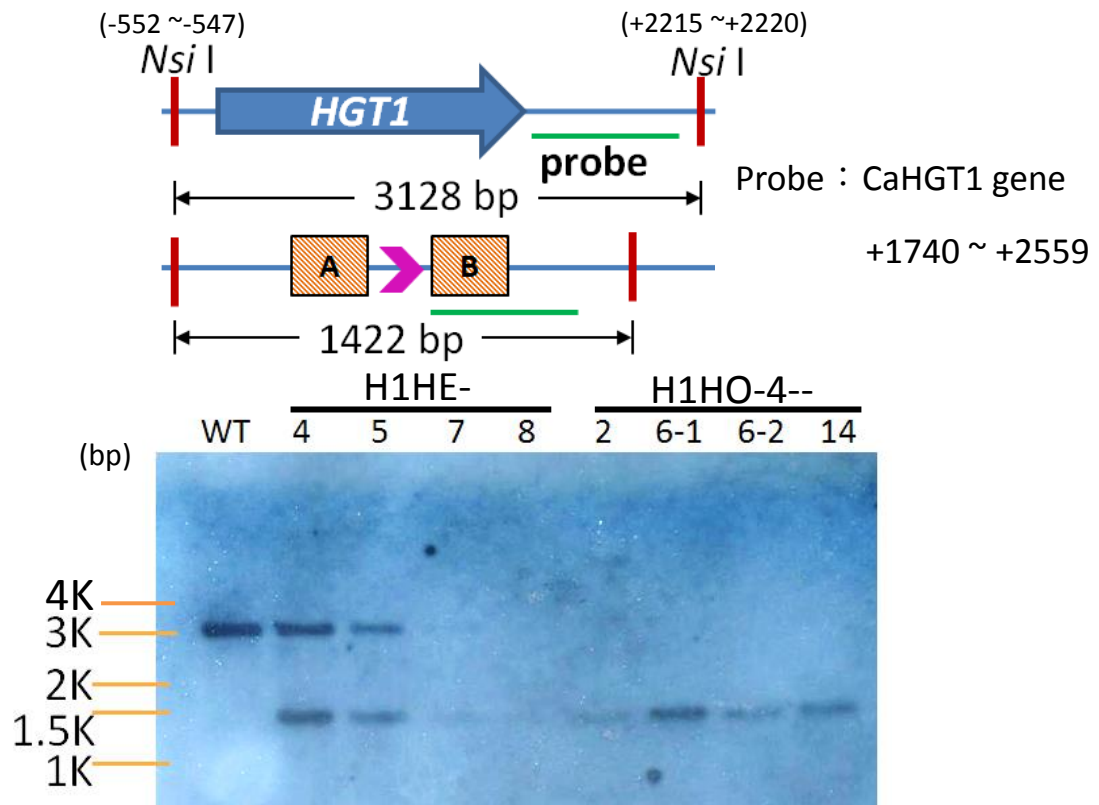 (-552 ~-547) (+2215 ~+2220)
Nsi I Nsi I
HGT1
probe
3128 bp
Probe：CaHGT1 gene
+1740 ~ +2559
A B
1422 bp
H1HE- H1HO-4--
WT 4 5 7 8 2 6-1 6-2 14
(bp)
4K
3K
2K
1.5K
1K